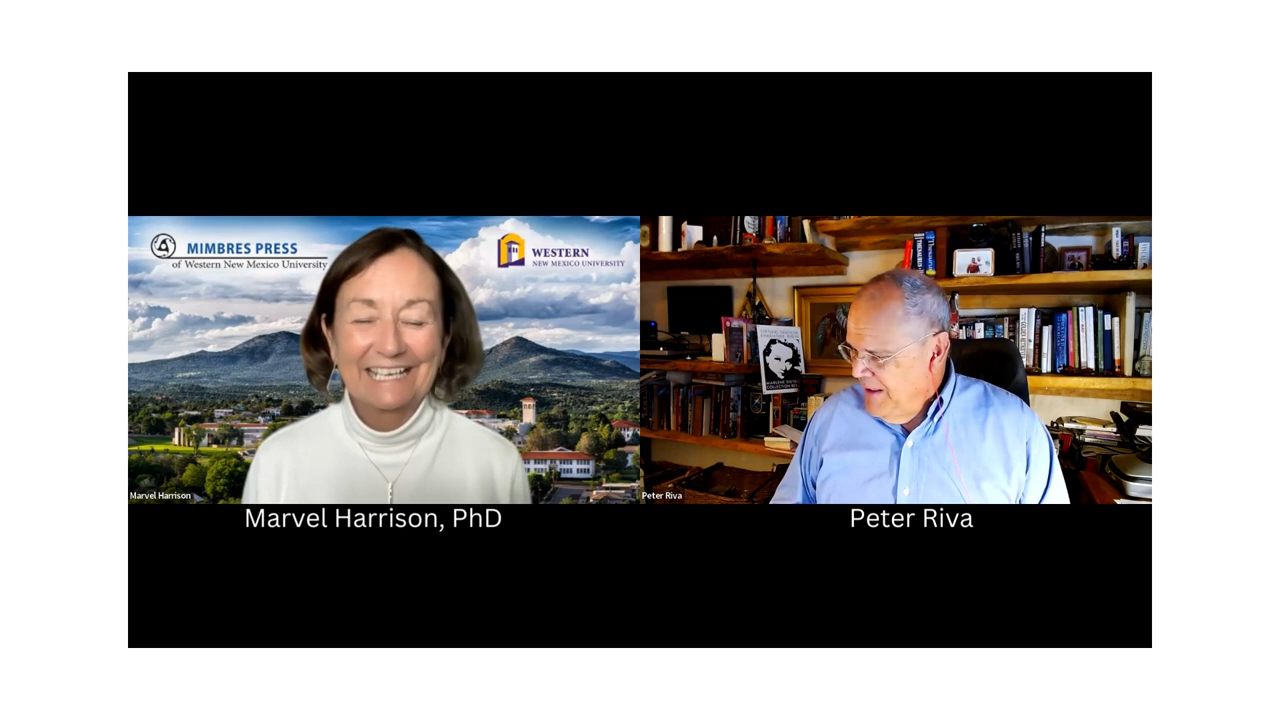 MIMBRES PRESS
of Western New Mexico University
WESTERN
NEW MEXICO UNIVERSITY
Marvel Harrison
Peter Riva
Marvel Harrison, PhD
Peter Riva